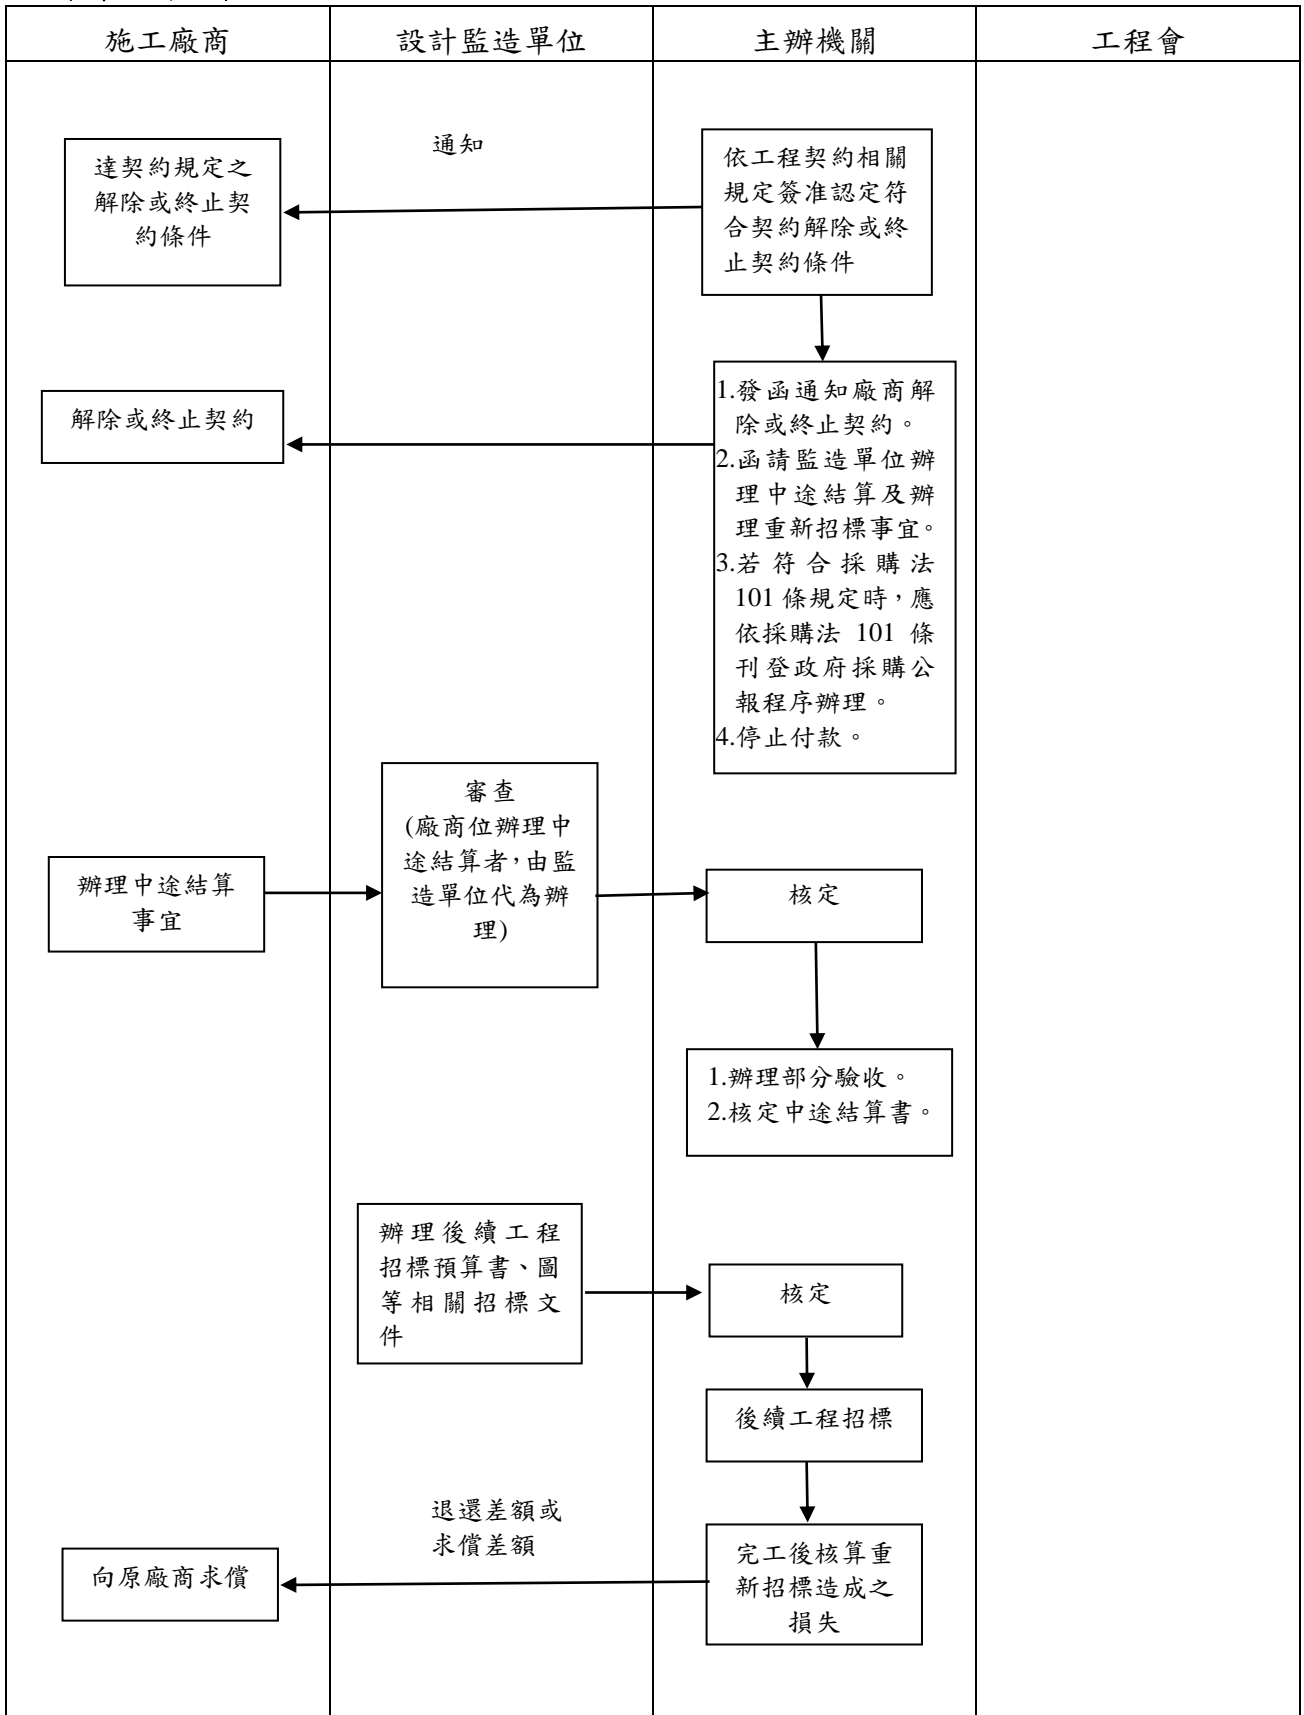 施工廠商
設計監造單位
主辦機關
工程會
通知
達契約規定之
解除或終止契
約條件
依工程契約相關
規定簽准認定符
合契約解除或終
止契約條件
解除或終止契約
1.發函通知廠商解
除或終止契約。
2.函請監造單位辦
理中途結算及辦
理重新招標事宜。
3.若符合採購法
101條規定時，應
依採購法 101 條
刊登政府採購公
報程序辦理。
4.停止付款。
審查
(廠商位辦理中
途結算者，由監
造單位代為辦
理)
辦理中途結算
事宜
核定
1.辦理部分驗收。
2.核定中途結算書。
辦理後續工程
招標預算書、圖
等相關招標文
件
核定
後續工程招標
退還差額或
求償差額
向原廠商求償
完工後核算重
新招標造成之
損失